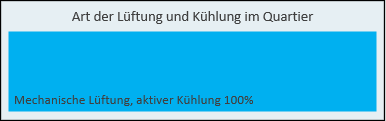 Art der Lüftung und Kühlung im Quartier
Mechanische Lüftung, aktiver Kühlung 100%